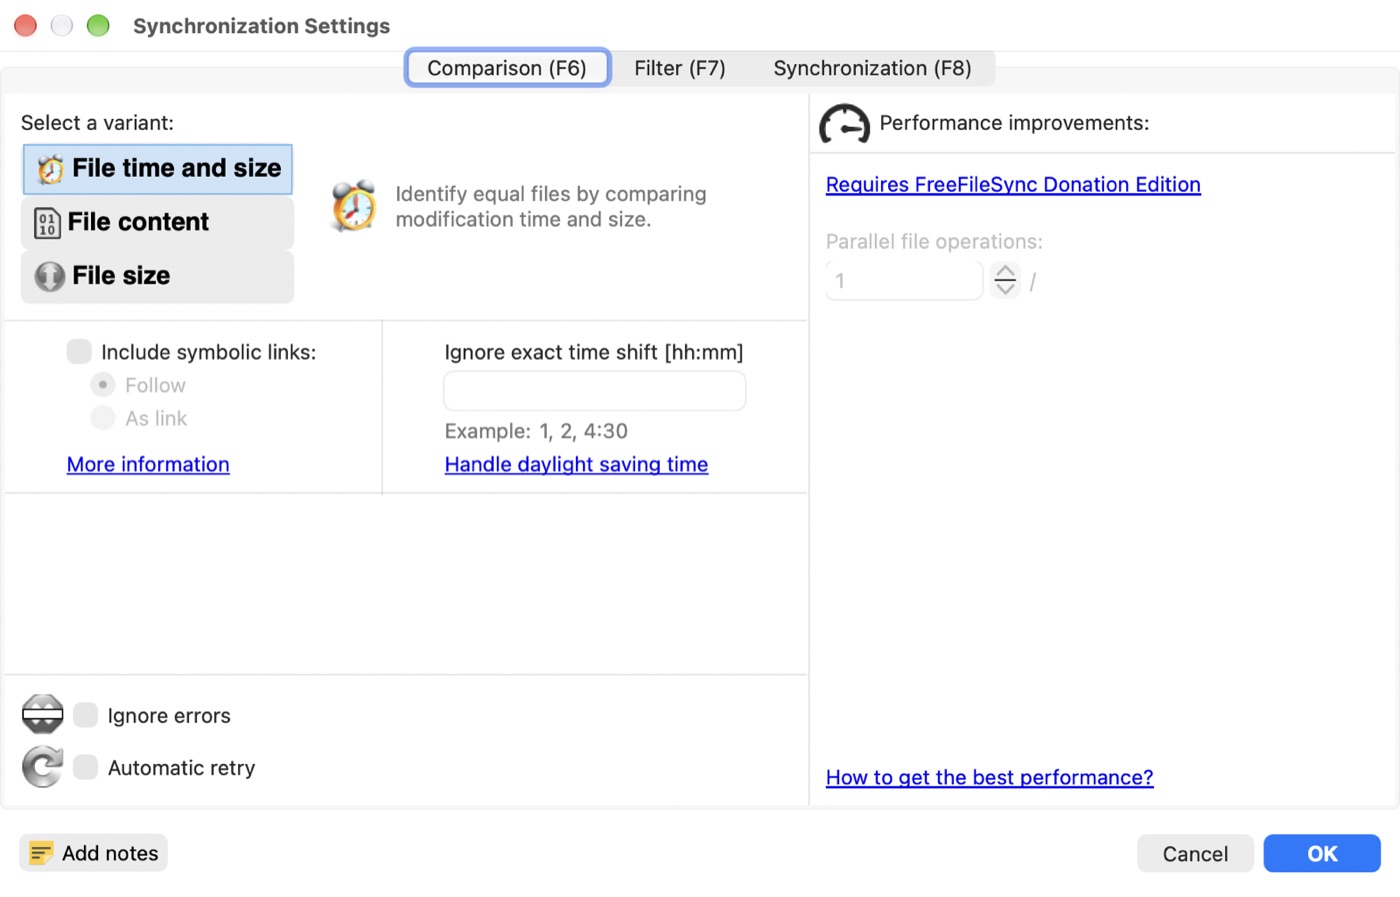 Synchronization Settings
Comparison (F6)
Filter (F7)
Synchronization (F8)
Select a variant:
File time and size
File content
File size
Identify equal files by comparing
modification time and size.
Include symbolic links:
Follow
As link
More information
Ignore exact time shift [hh:mm]
Example: 1, 2, 4:30
Handle daylight saving time
Ignore errors
Automatic retry
Performance improvements:
Requires FreeFileSync Donation Edition
Parallel file operations:
1
/
How to get the best performance?
Add notes
Cancel
OK